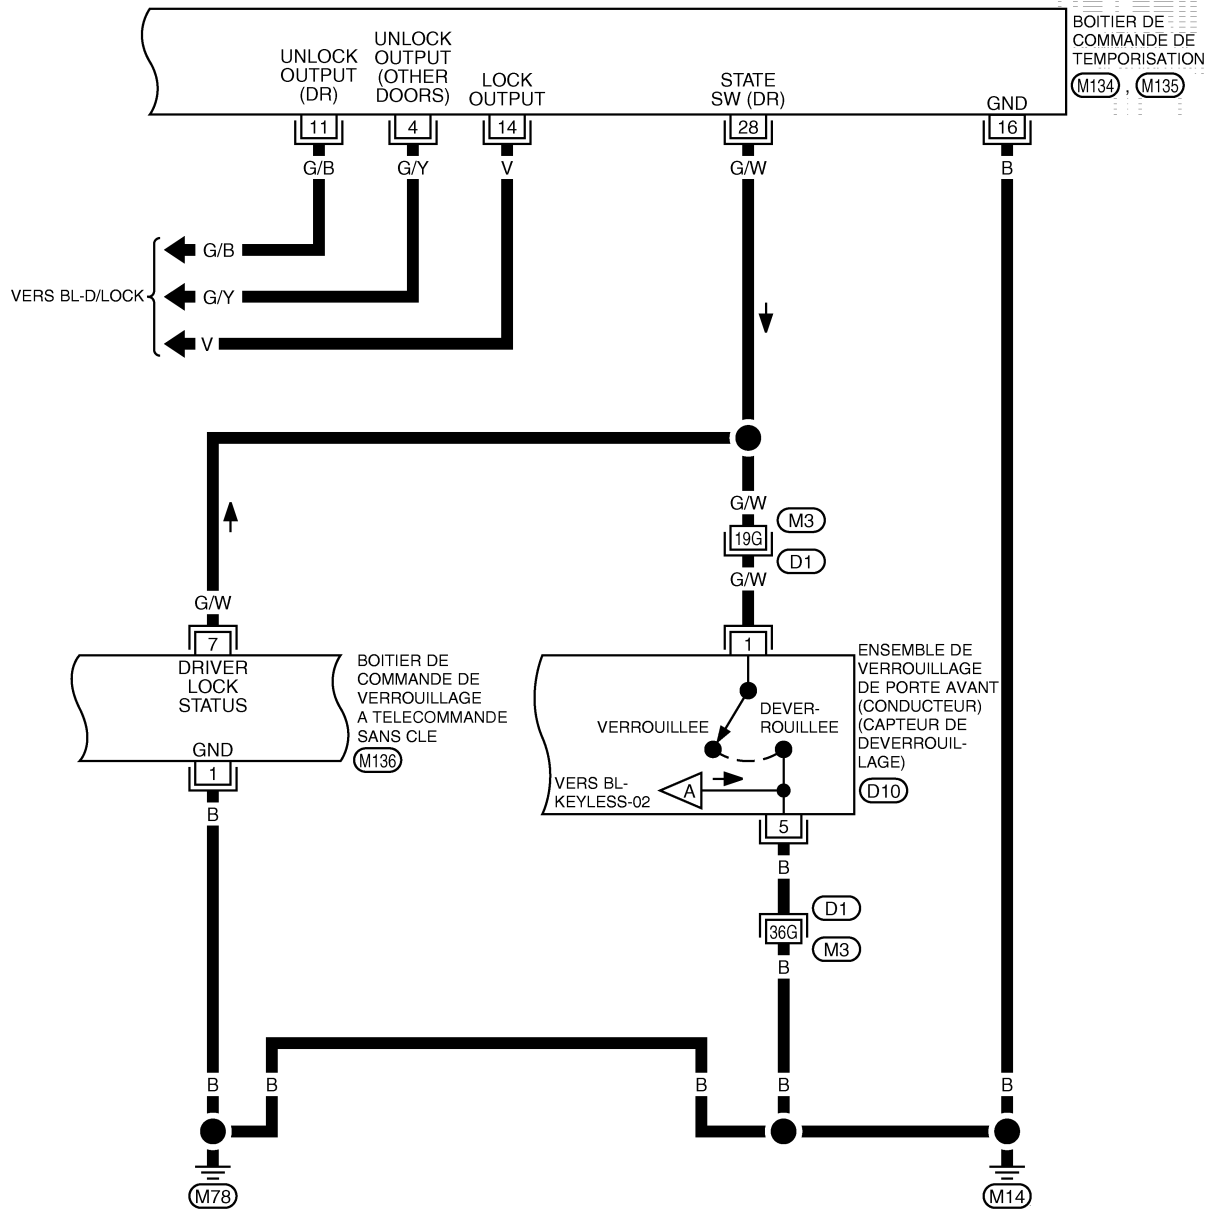 BOITIER DE
COMMANDE DE
TEMPORISATION
M134 , M135
UNLOCK
OUTPUT
(DR)
UNLOCK
OUTPUT
(OTHER
DOORS)
LOCK
OUTPUT
STATE
SW (DR)
GND
11
4
14
28
16
G/B
G/Y
V
G/W
B
G/B
VERS BL-D/LOCK
G/Y
V
G/W
M3
19G
D1
G/W
G/W
7
DRIVER
LOCK
STATUS
GND
1
B
BOITIER DE
COMMANDE DE
VERROUILLAGE
A TELECOMMANDE
SANS CLE
M136
1
VERROUILLEE
DEVER-
ROUILLEE
VERS BL-
KEYLESS-02
A
5
ENSEMBLE DE
VERROUILLAGE
DE PORTE AVANT
(CONDUCTEUR)
(CAPTEUR DE
DEVERROUIL-
LAGE)
D10
B
D1
36G
M3
B
B
B
B
B
B
M78
M14